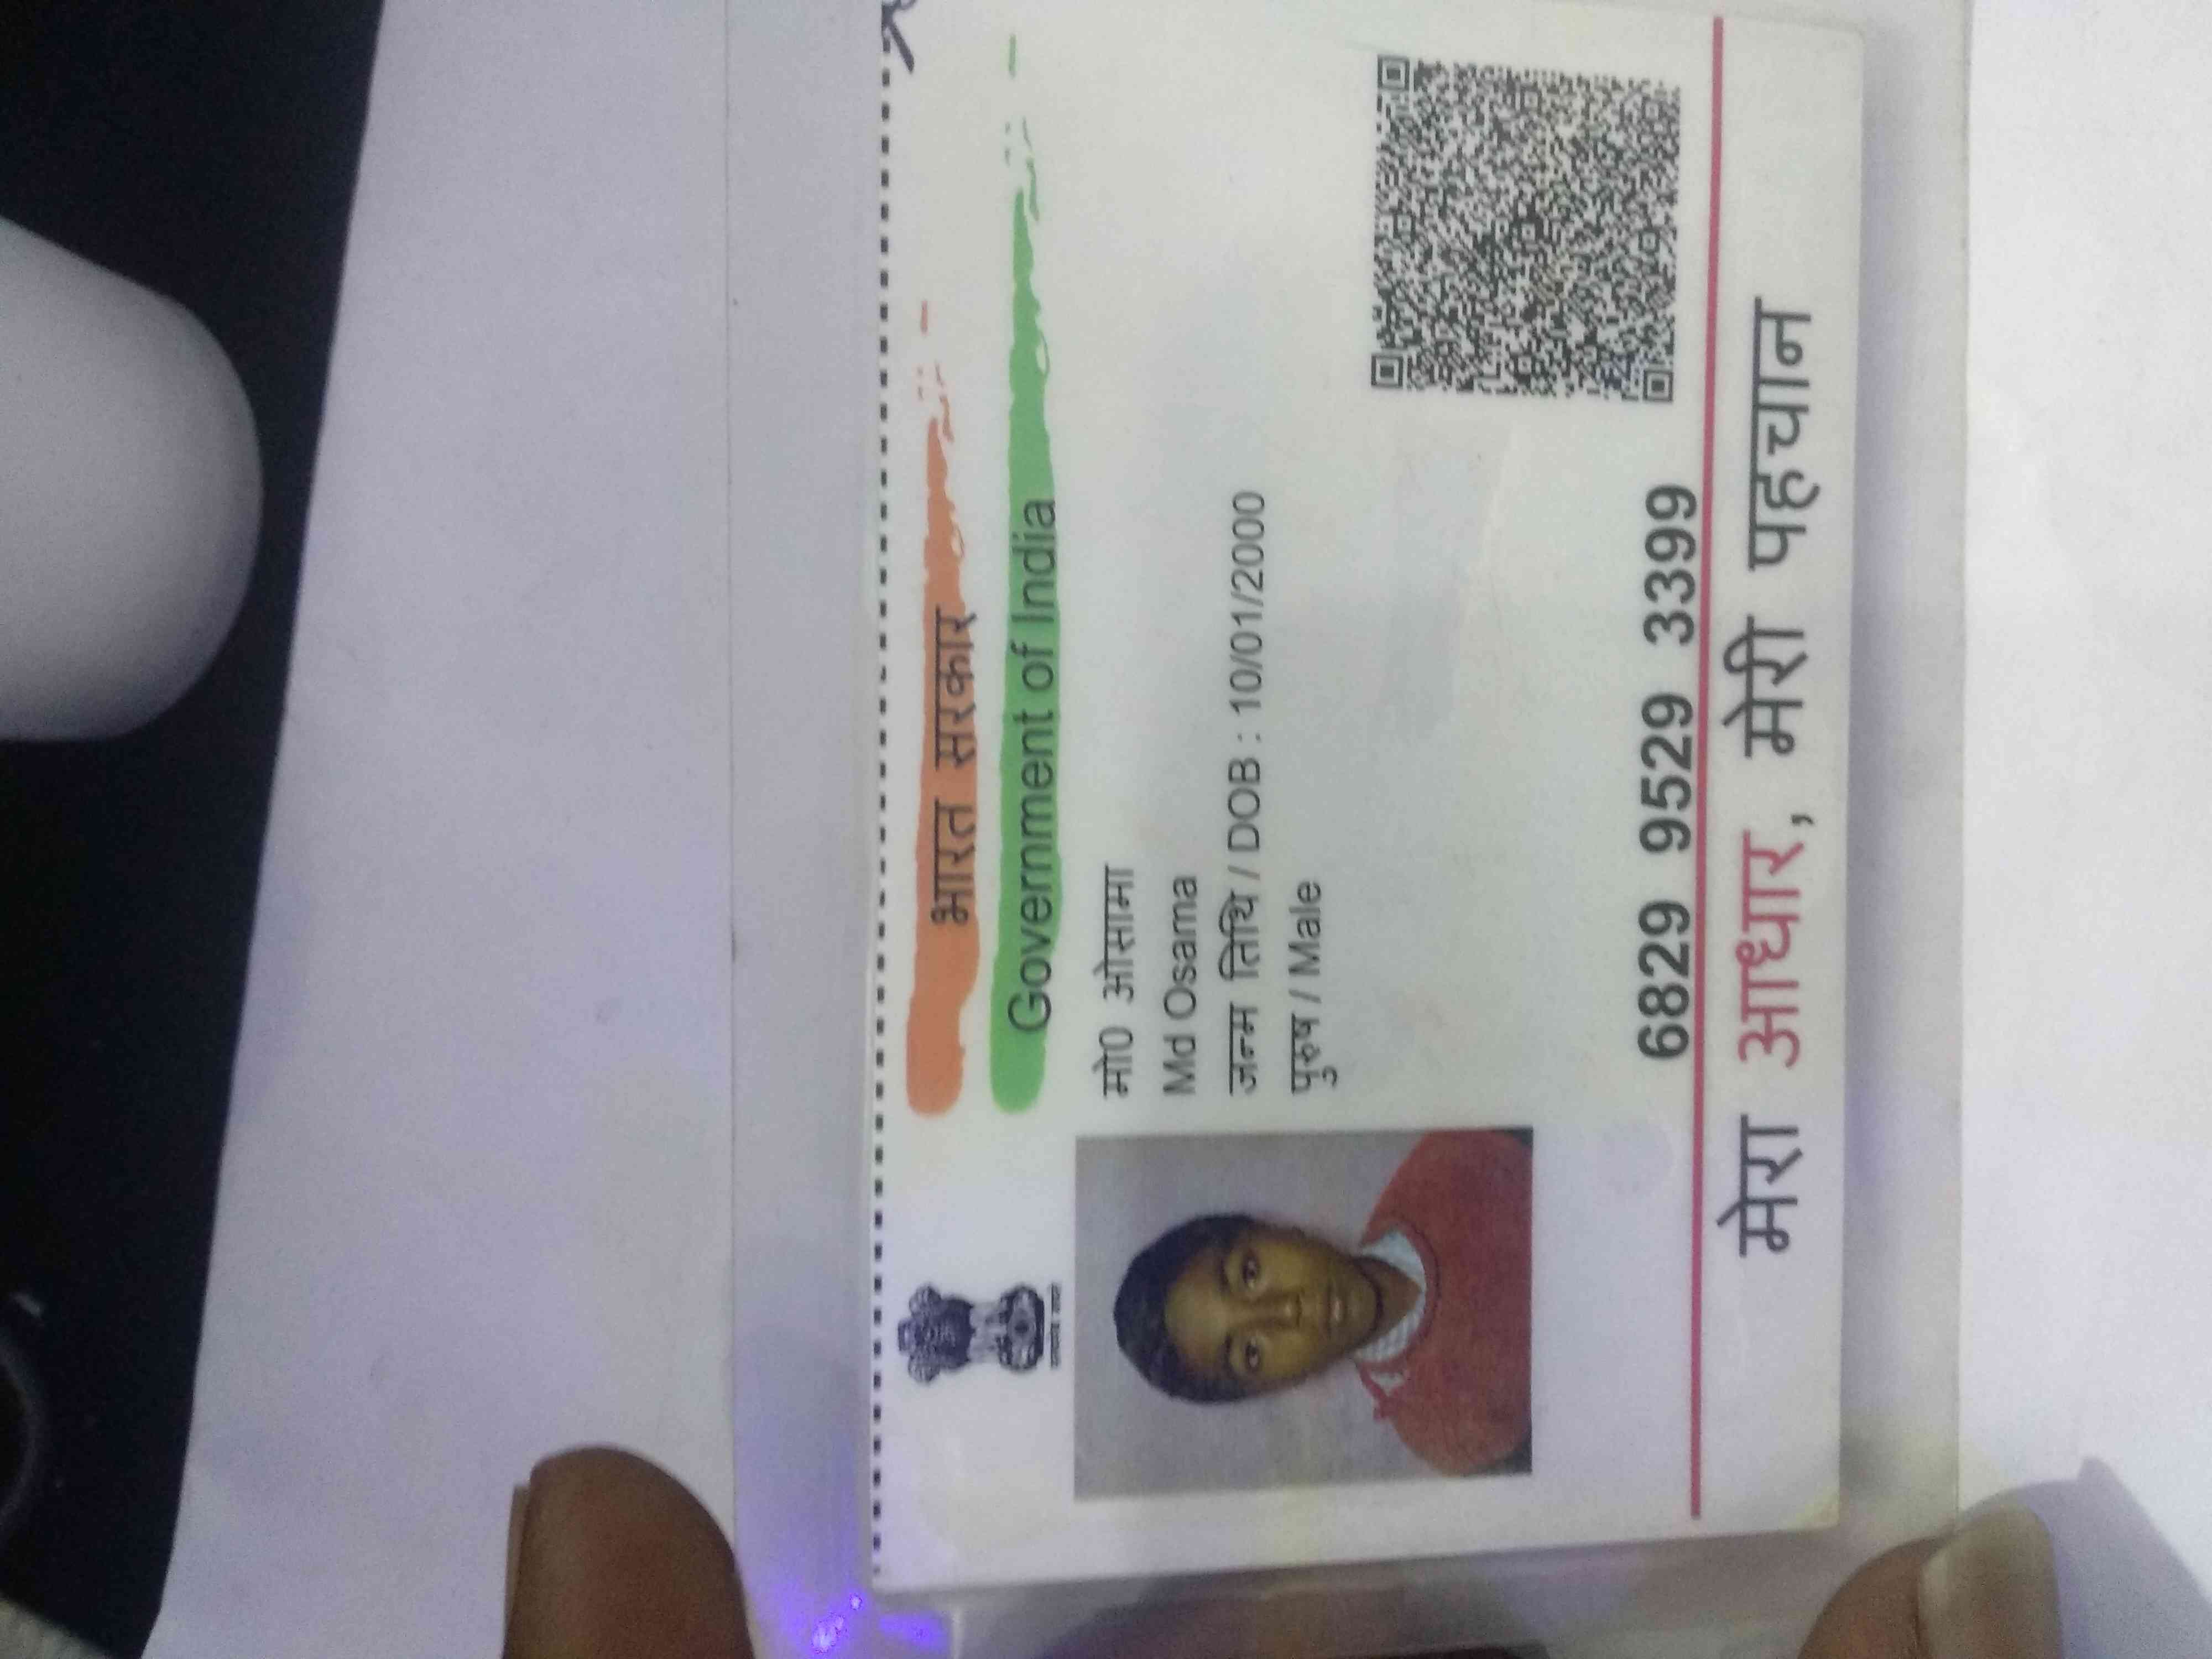 भारत सरकार
Government of India
मो0 ओसामा
Md Osama
जन्म तिथि / DOB : 10/01/2000
पुरुष / Male
6829 9529 3399
मेरा आधार, मेरी पहचान